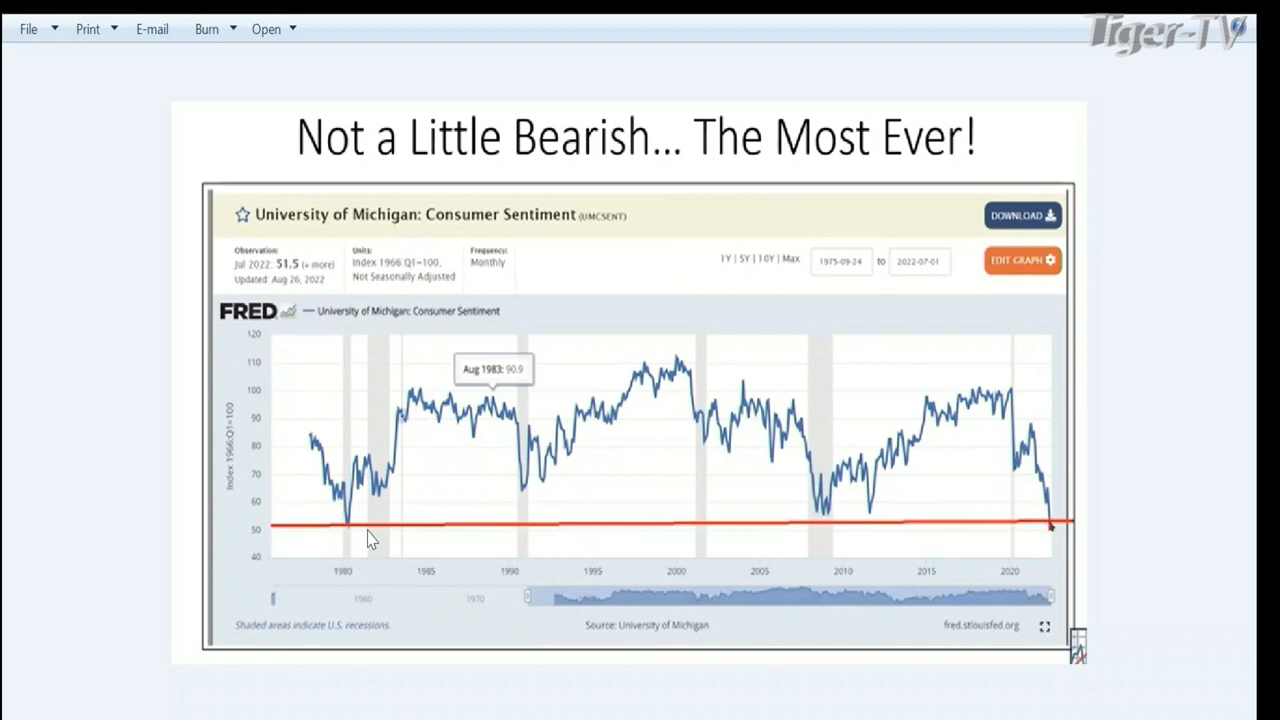 File Print E-mail Burn Open
Tiger-TV
Not a Little Bearish... The Most Ever!
University of Michigan: Consumer Sentiment (UMCSENT)
DOWNLOAD
Observation:
Jul 2022: 51.5 (+ more)
Updated: Aug 26, 2022
Units:
Index 1966:Q1=100,
Not Seasonally Adjusted
Frequency:
Monthly
1Y | 5Y | 10Y | Max
1975-09-24 to 2022-07-01
EDIT GRAPH
FRED
University of Michigan: Consumer Sentiment
120
110
100
90
80
70
60
50
40
Index 1966:Q1=100
Aug 1983: 90.9
1980 1985 1990 1995 2000 2005 2010 2015 2020
1960 1970
Shaded areas indicate U.S. recessions.
Source: University of Michigan
fred.stlouisfed.org